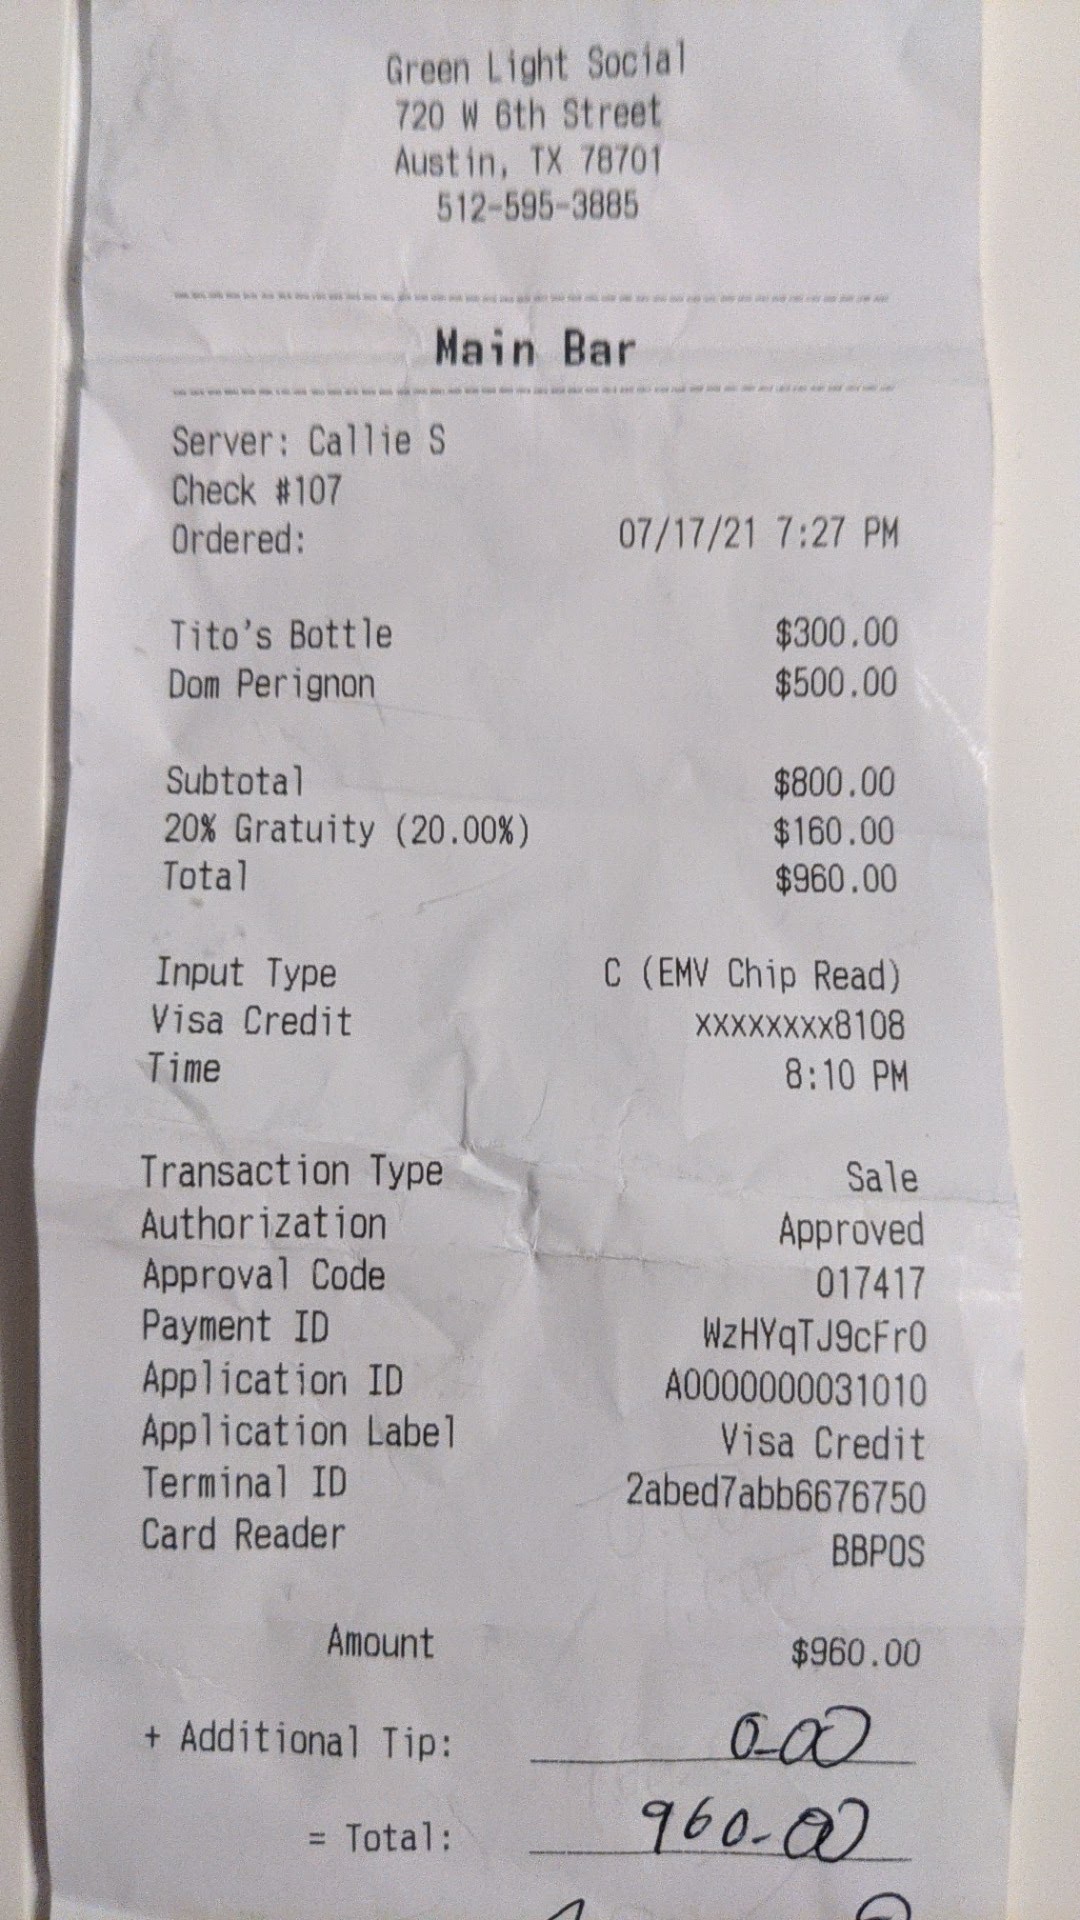 Green Light Social
720 W 6th Street
Austin, TX 78701
512-595-3885
Main Bar
Server: Callie S
Check #107
Ordered: 07/17/21 7:27 PM
Tito's Bottle $300.00
Dom Perignon $500.00
Subtotal $800.00
20% Gratuity (20.00%) $160.00
Total $960.00
Input Type C (EMV Chip Read)
Visa Credit xxxxxxxx8108
Time 8:10 PM
Transaction Type Sale
Authorization Approved
Approval Code 017417
Payment ID WzHYqTJ9cFr0
Application ID A0000000031010
Application Label Visa Credit
Terminal ID 2abed7abb6676750
Card Reader BBPOS
Amount $960.00
+ Additional Tip: 0-00
= Total: 960-00